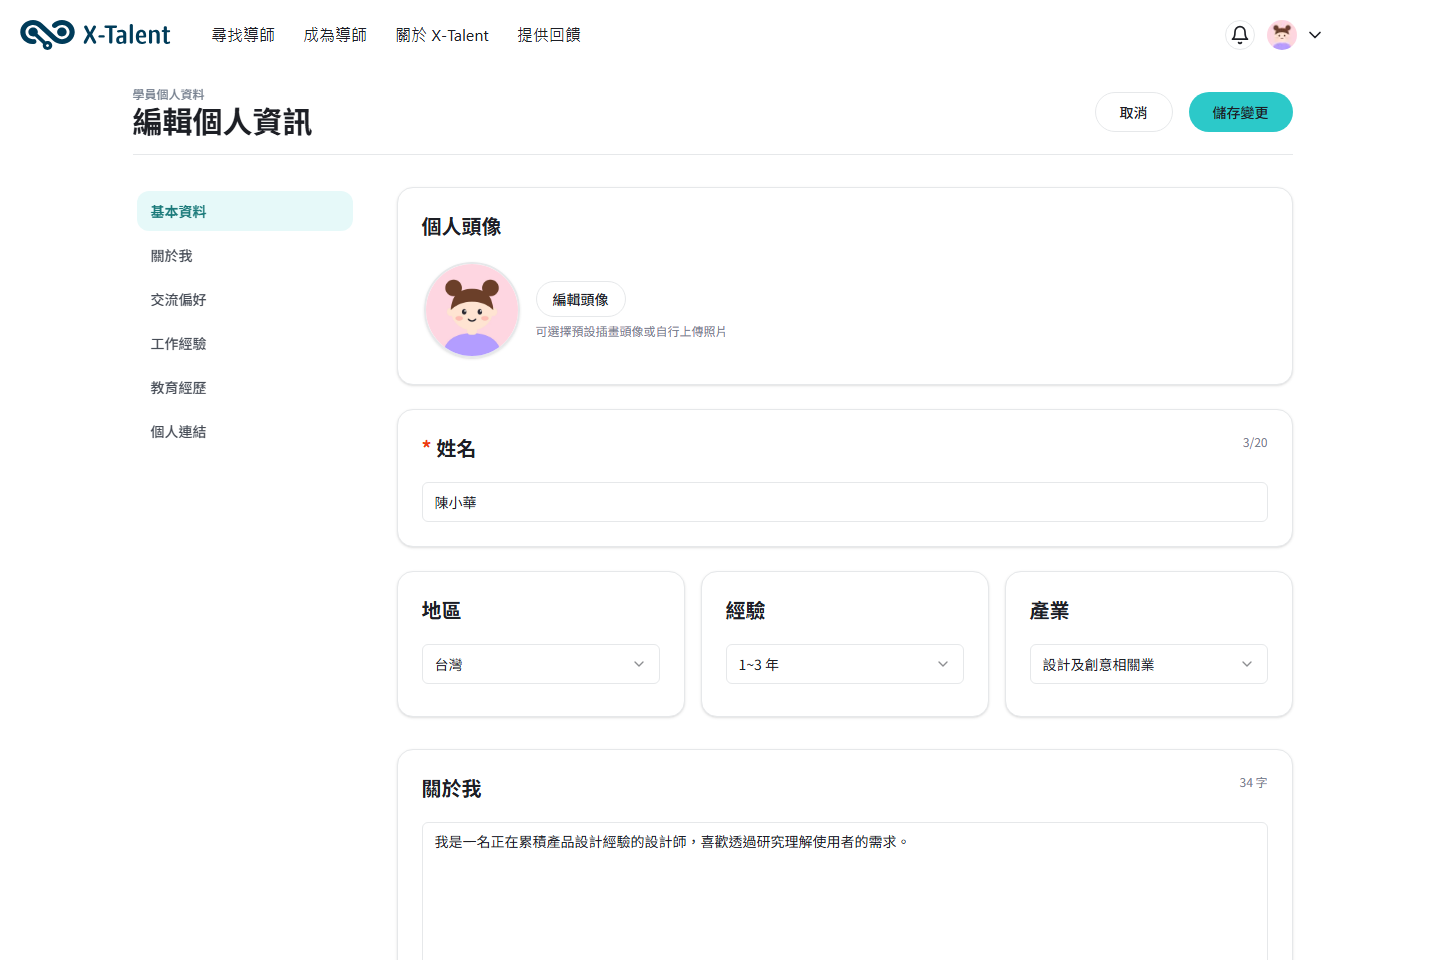 X-Talent
尋找導師
成為導師
關於 X-Talent
提供回饋
學員個人資料
編輯個人資訊
取消
儲存變更
基本資料
關於我
交流偏好
工作經驗
教育經歷
個人連結
個人頭像
編輯頭像
可選擇預設插畫頭像或自行上傳照片
* 姓名
3/20
陳小華
地區
台灣
經驗
1~3 年
產業
設計及創意相關業
關於我
34 字
我是一名正在累積產品設計經驗的設計師，喜歡透過研究理解使用者的需求。